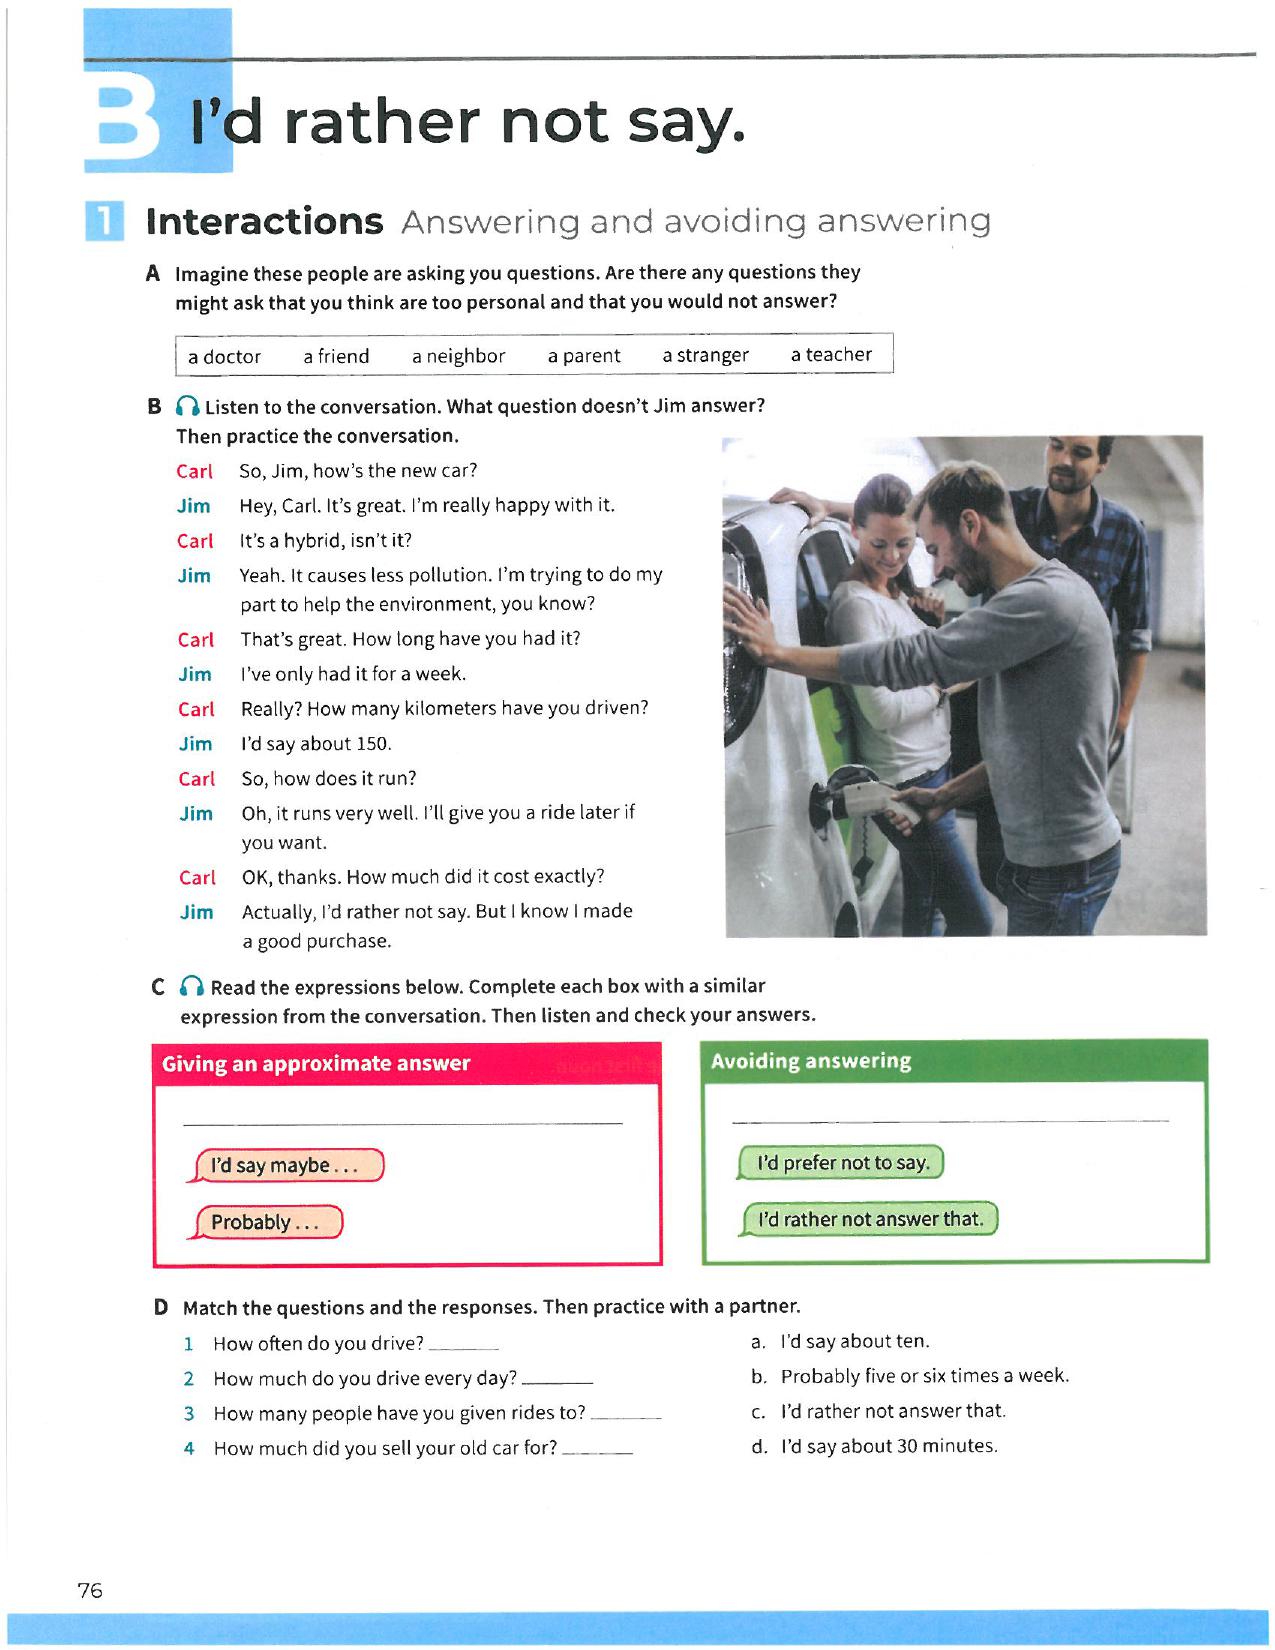 B I'd rather not say.
1 Interactions Answering and avoiding answering
A Imagine these people are asking you questions. Are there any questions they
might ask that you think are too personal and that you would not answer?
a doctor a friend a neighbor a parent a stranger a teacher
B Listen to the conversation. What question doesn't Jim answer?
Then practice the conversation.
Carl So, Jim, how's the new car?
Jim Hey, Carl. It's great. I'm really happy with it.
Carl It's a hybrid, isn't it?
Jim Yeah. It causes less pollution. I'm trying to do my
part to help the environment, you know?
Carl That's great. How long have you had it?
Jim I've only had it for a week.
Carl Really? How many kilometers have you driven?
Jim I'd say about 150.
Carl So, how does it run?
Jim Oh, it runs very well. I'll give you a ride later if
you want.
Carl OK, thanks. How much did it cost exactly?
Jim Actually, I'd rather not say. But I know I made
a good purchase.
C Read the expressions below. Complete each box with a similar
expression from the conversation. Then listen and check your answers.
Giving an approximate answer
I'd say maybe . . .
Probably . . .
Avoiding answering
I'd prefer not to say.
I'd rather not answer that.
D Match the questions and the responses. Then practice with a partner.
1 How often do you drive? ______
2 How much do you drive every day? ______
3 How many people have you given rides to? ______
4 How much did you sell your old car for? ______
a. I'd say about ten.
b. Probably five or six times a week.
c. I'd rather not answer that.
d. I'd say about 30 minutes.
76